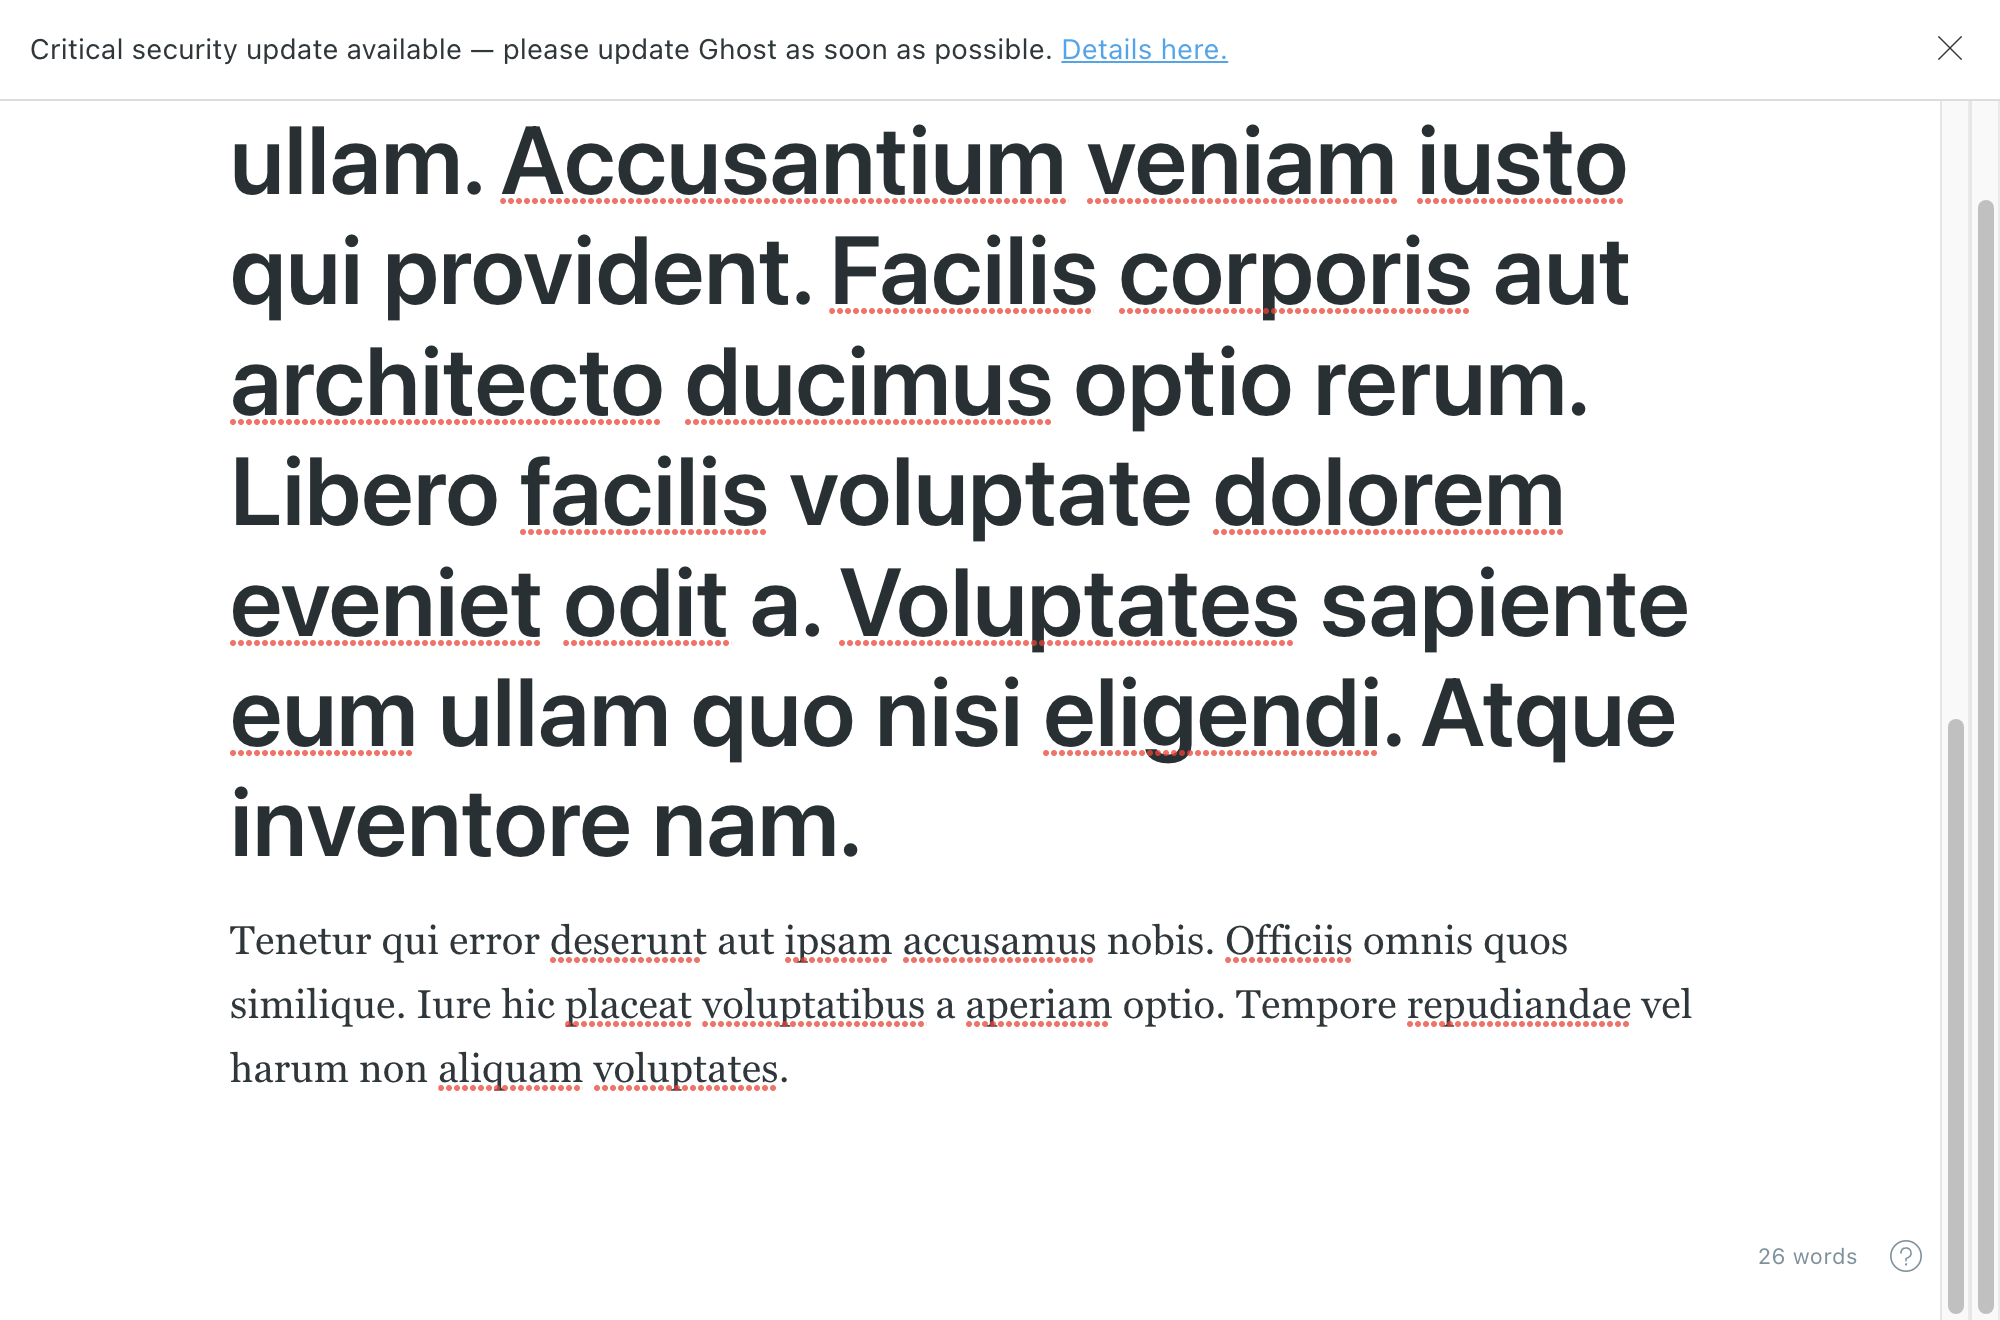 Critical security update available — please update Ghost as soon as possible. Details here.
ullam. Accusantium veniam iusto
qui provident. Facilis corporis aut
architecto ducimus optio rerum.
Libero facilis voluptate dolorem
eveniet odit a. Voluptates sapiente
eum ullam quo nisi eligendi. Atque
inventore nam.
Tenetur qui error deserunt aut ipsam accusamus nobis. Officiis omnis quos
similique. Iure hic placeat voluptatibus a aperiam optio. Tempore repudiandae vel
harum non aliquam voluptates.
26 words ?